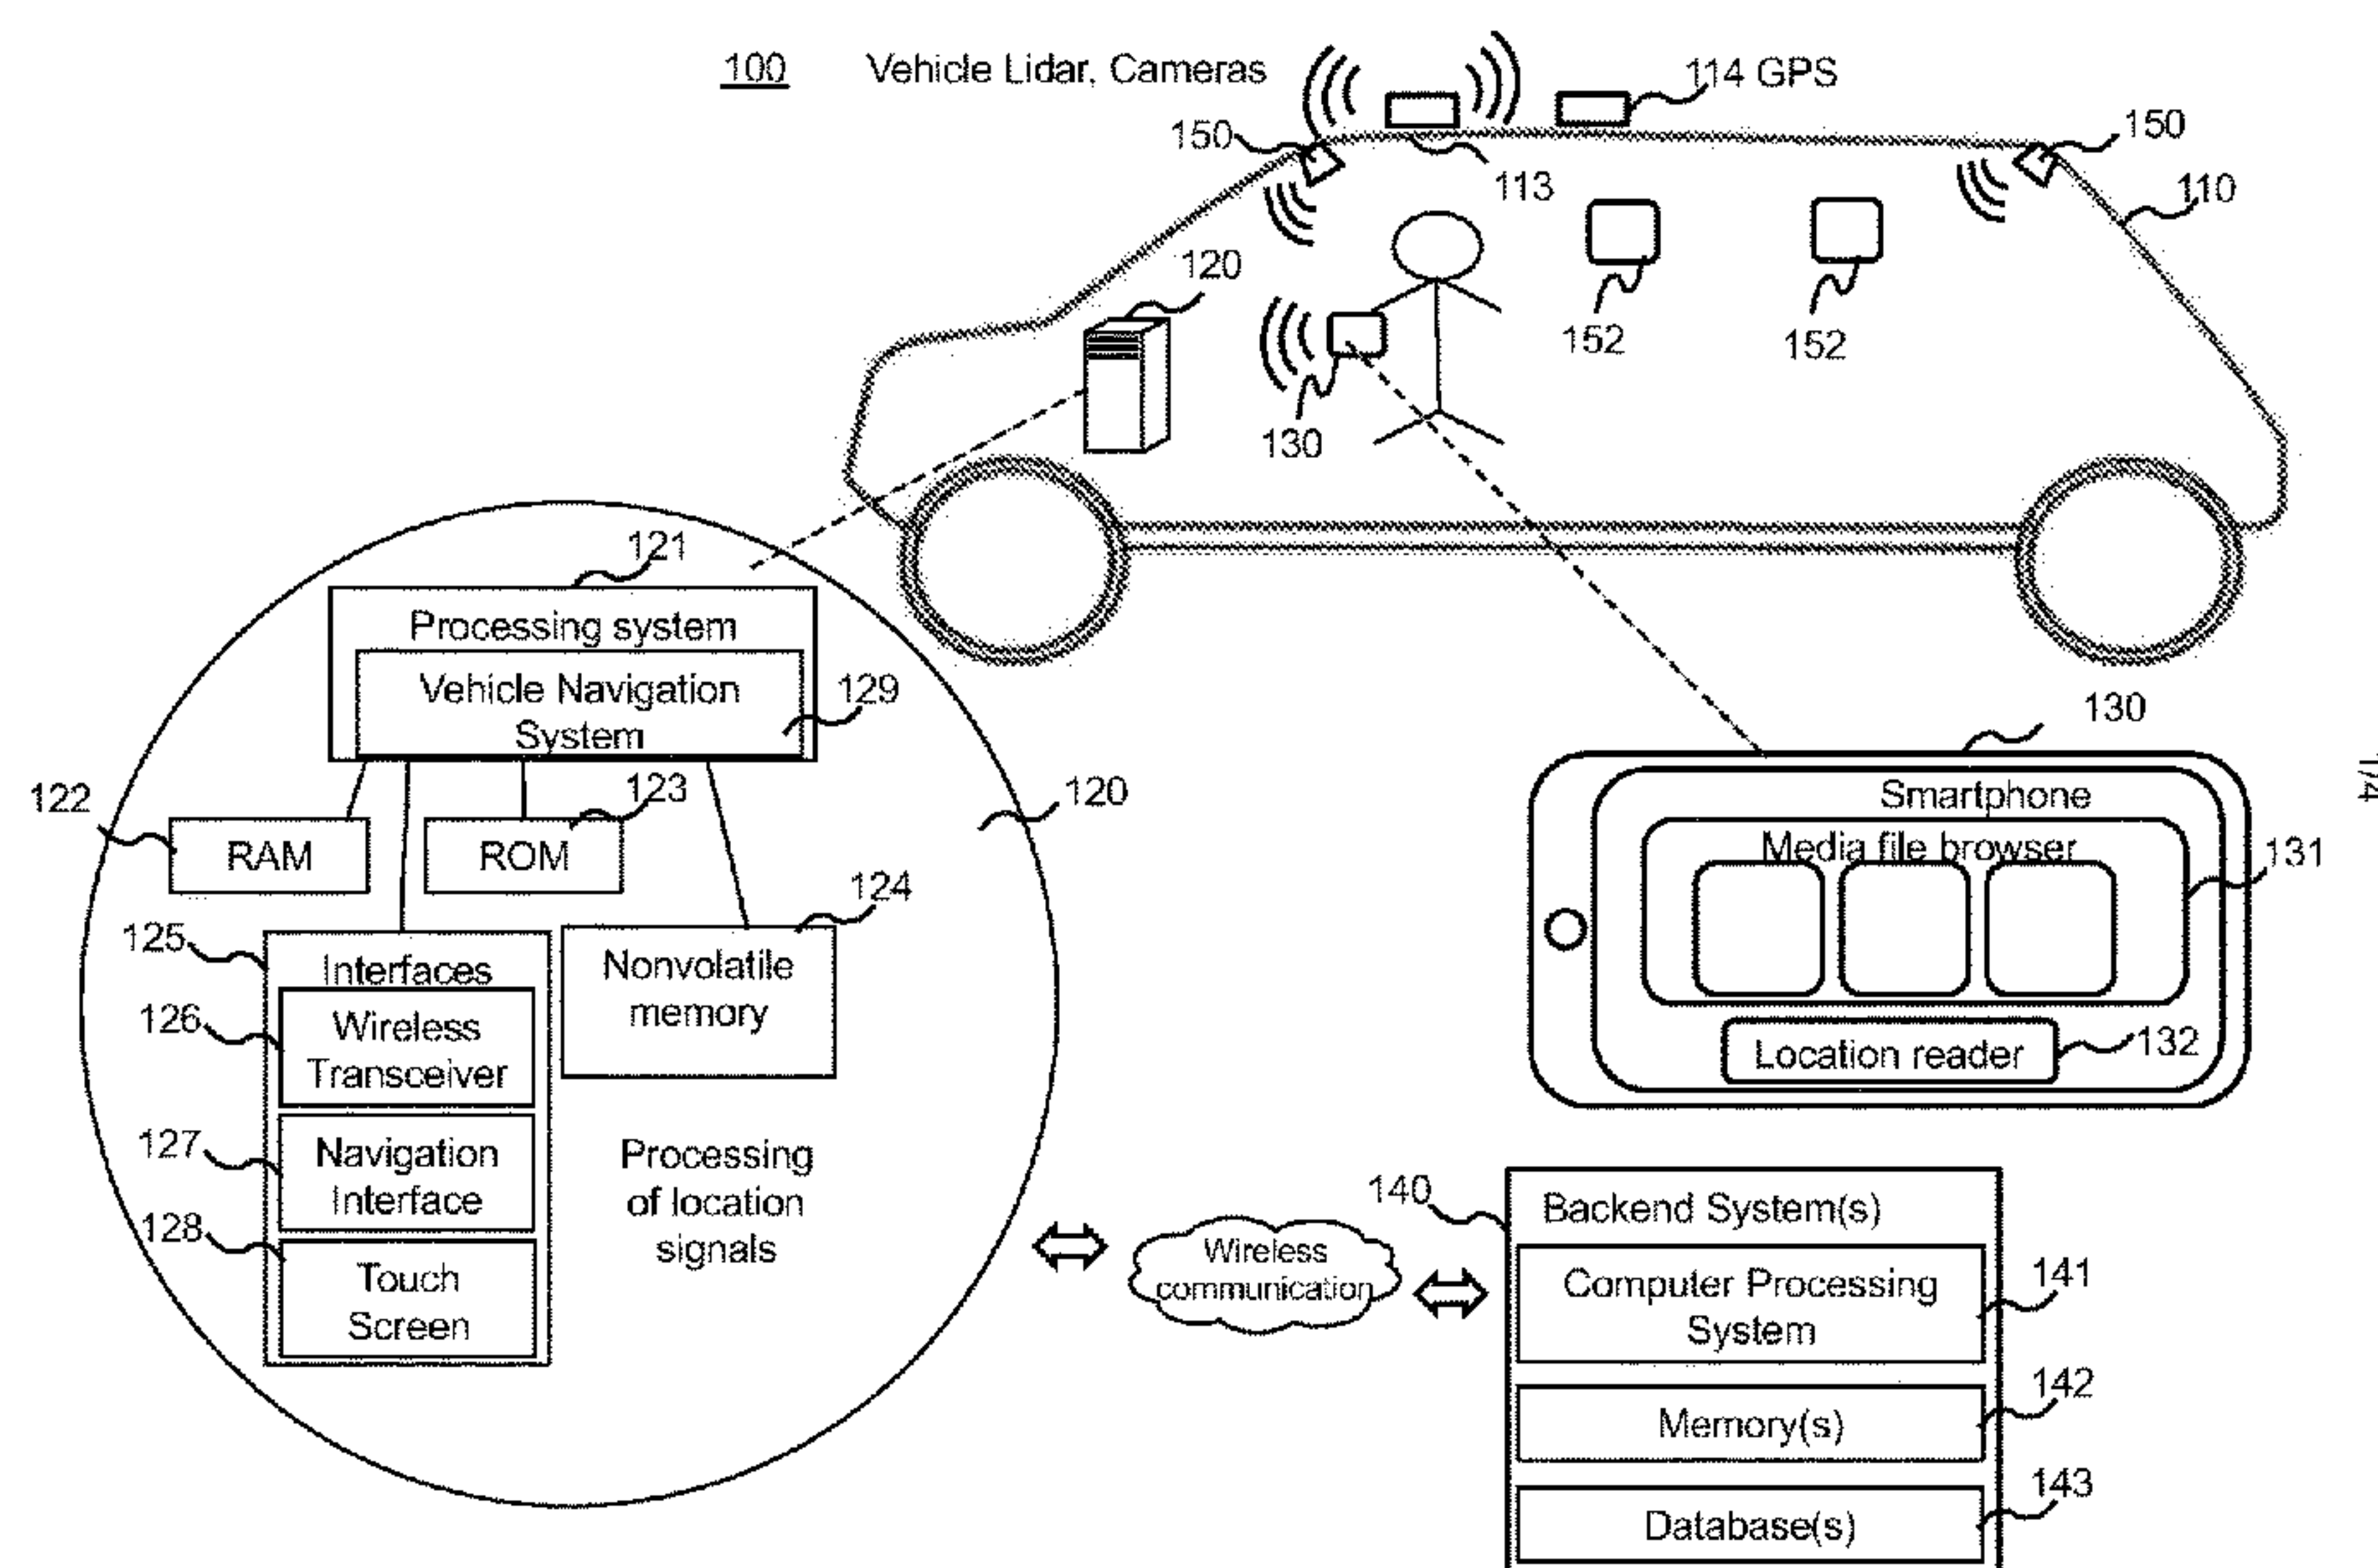 100 Vehicle Lidar, Cameras
114 GPS
150
150
113
110
120
152
152
130
121
Processing system
Vehicle Navigation
System
129
130
122
123
120
RAM
ROM
Smartphone
Media file browser
131
124
125
Interfaces
Nonvolatile
memory
126
Wireless
Transceiver
Location reader
132
127
Navigation
Interface
Processing
of location
signals
128
Touch
Screen
Wireless
communication
140
Backend System(s)
Computer Processing
System
141
Memory(s)
142
Database(s)
143
1/4